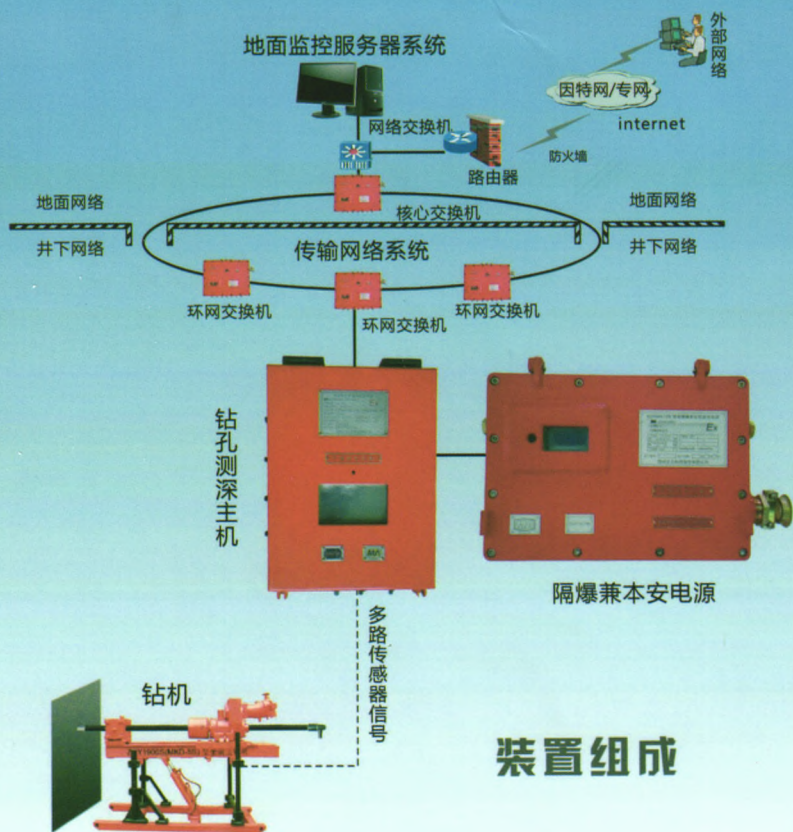 外部网络
地面监控服务器系统
因特网/专网
internet
网络交换机
防火墙
路由器
地面网络
地面网络
核心交换机
井下网络
传输网络系统
井下网络
环网交换机
环网交换机
环网交换机
钻孔测深主机
Ex
隔爆兼本安电源
多路传感器信号
钻机
装置组成